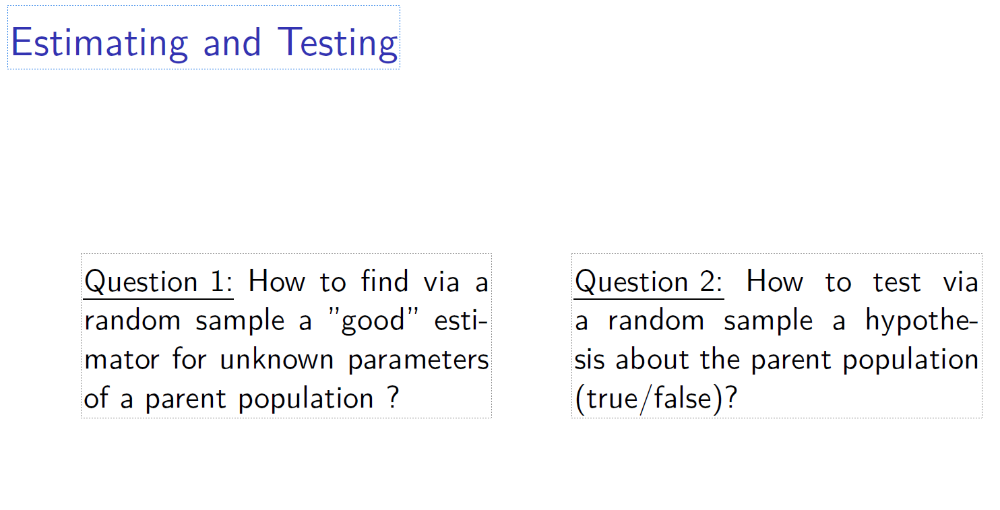 Estimating and Testing
Question 1: How to find via a
random sample a ”good” esti-
mator for unknown parameters
of a parent population ?
Question 2: How to test via
a random sample a hypothe-
sis about the parent population
(true/false)?